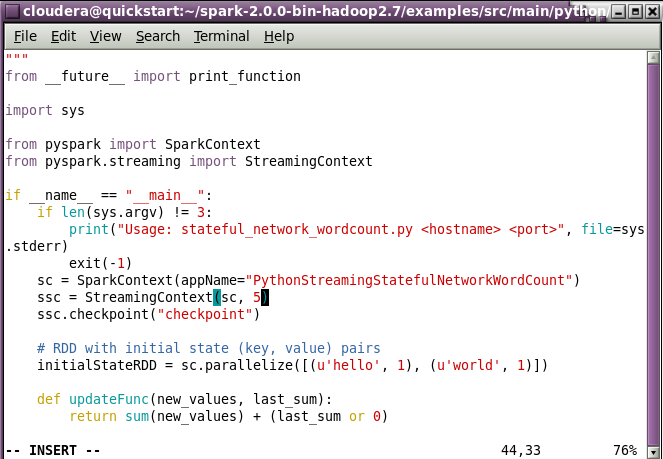 cloudera@quickstart:~/spark-2.0.0-bin-hadoop2.7/examples/src/main/python
File Edit View Search Terminal Help
"""
from __future__ import print_function

import sys

from pyspark import SparkContext
from pyspark.streaming import StreamingContext

if __name__ == "__main__":
    if len(sys.argv) != 3:
        print("Usage: stateful_network_wordcount.py <hostname> <port>", file=sys
.stderr)
        exit(-1)
    sc = SparkContext(appName="PythonStreamingStatefulNetworkWordCount")
    ssc = StreamingContext(sc, 5)
    ssc.checkpoint("checkpoint")

    # RDD with initial state (key, value) pairs
    initialStateRDD = sc.parallelize([(u'hello', 1), (u'world', 1)])

    def updateFunc(new_values, last_sum):
        return sum(new_values) + (last_sum or 0)

-- INSERT -- 44,33 76%